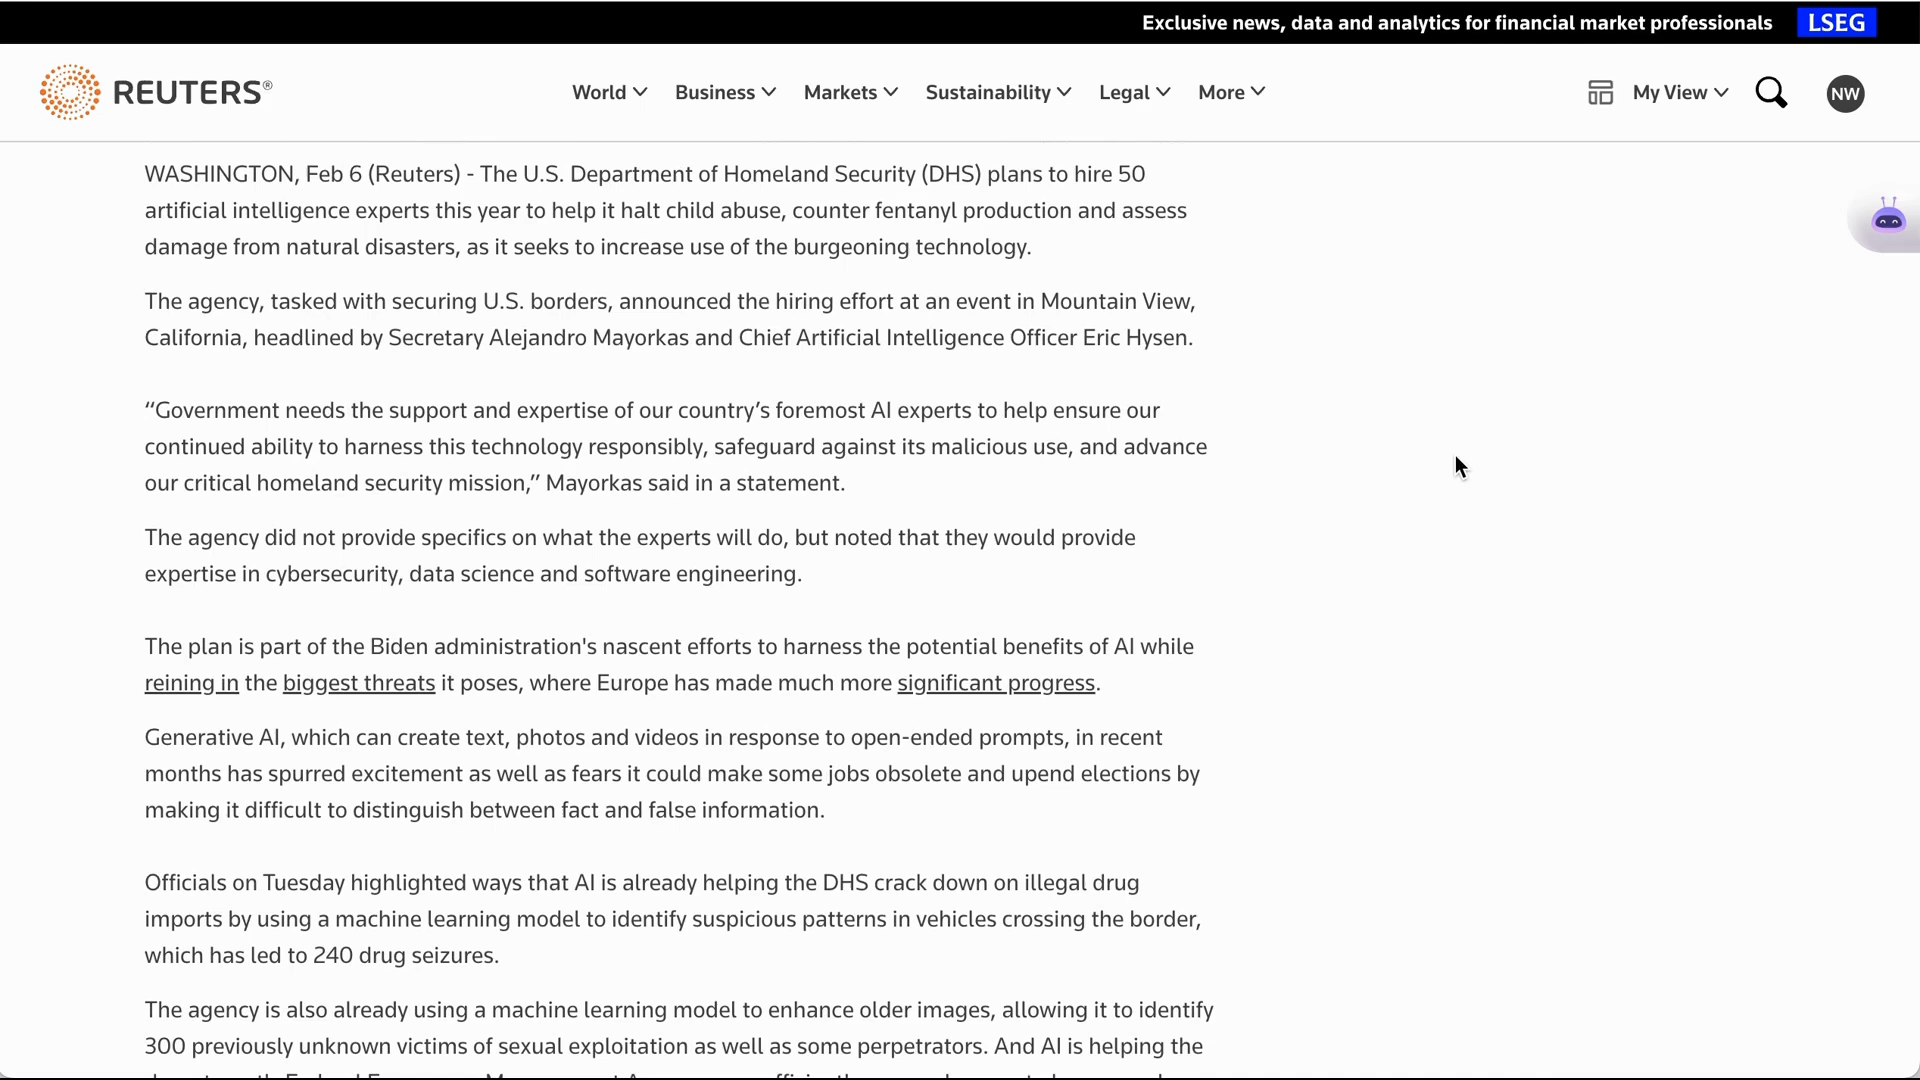 Exclusive news, data and analytics for financial market professionals LSEG
REUTERS® World Business Markets Sustainability Legal More My View NW
WASHINGTON, Feb 6 (Reuters) - The U.S. Department of Homeland Security (DHS) plans to hire 50
artificial intelligence experts this year to help it halt child abuse, counter fentanyl production and assess
damage from natural disasters, as it seeks to increase use of the burgeoning technology.
The agency, tasked with securing U.S. borders, announced the hiring effort at an event in Mountain View,
California, headlined by Secretary Alejandro Mayorkas and Chief Artificial Intelligence Officer Eric Hysen.
“Government needs the support and expertise of our country’s foremost AI experts to help ensure our
continued ability to harness this technology responsibly, safeguard against its malicious use, and advance
our critical homeland security mission,” Mayorkas said in a statement.
The agency did not provide specifics on what the experts will do, but noted that they would provide
expertise in cybersecurity, data science and software engineering.
The plan is part of the Biden administration's nascent efforts to harness the potential benefits of AI while
reining in the biggest threats it poses, where Europe has made much more significant progress.
Generative AI, which can create text, photos and videos in response to open-ended prompts, in recent
months has spurred excitement as well as fears it could make some jobs obsolete and upend elections by
making it difficult to distinguish between fact and false information.
Officials on Tuesday highlighted ways that AI is already helping the DHS crack down on illegal drug
imports by using a machine learning model to identify suspicious patterns in vehicles crossing the border,
which has led to 240 drug seizures.
The agency is also already using a machine learning model to enhance older images, allowing it to identify
300 previously unknown victims of sexual exploitation as well as some perpetrators. And AI is helping the